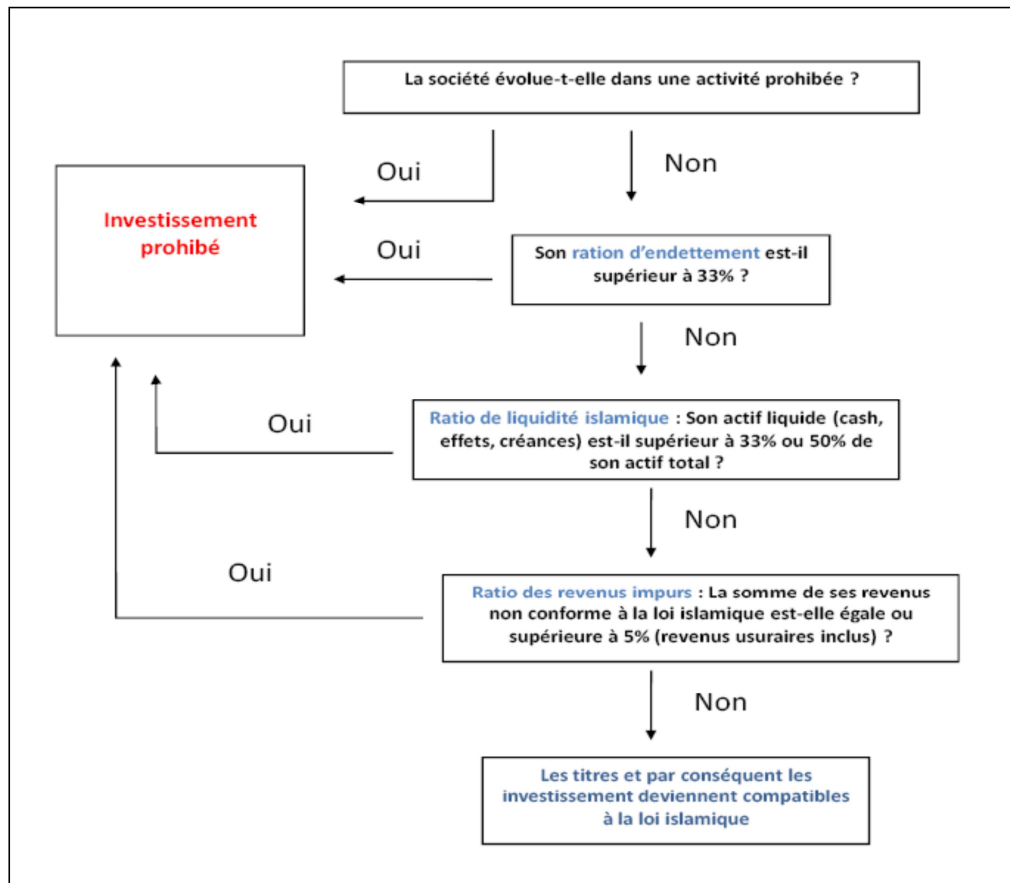 La société évolue-t-elle dans une activité prohibée ?
Oui
Non
Investissement
prohibé
Oui
Son ration d'endettement est-il
supérieur à 33% ?
Non
Oui
Ratio de liquidité islamique : Son actif liquide (cash,
effets, créances) est-il supérieur à 33% ou 50% de
son actif total ?
Non
Oui
Ratio des revenus impurs : La somme de ses revenus
non conforme à la loi islamique est-elle égale ou
supérieure à 5% (revenus usuraires inclus) ?
Non
Les titres et par conséquent les
investissement deviennent compatibles
à la loi islamique